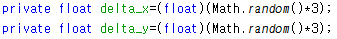 private float delta_x=(float)(Math.random()*3);
private float delta_y=(float)(Math.random()*3);